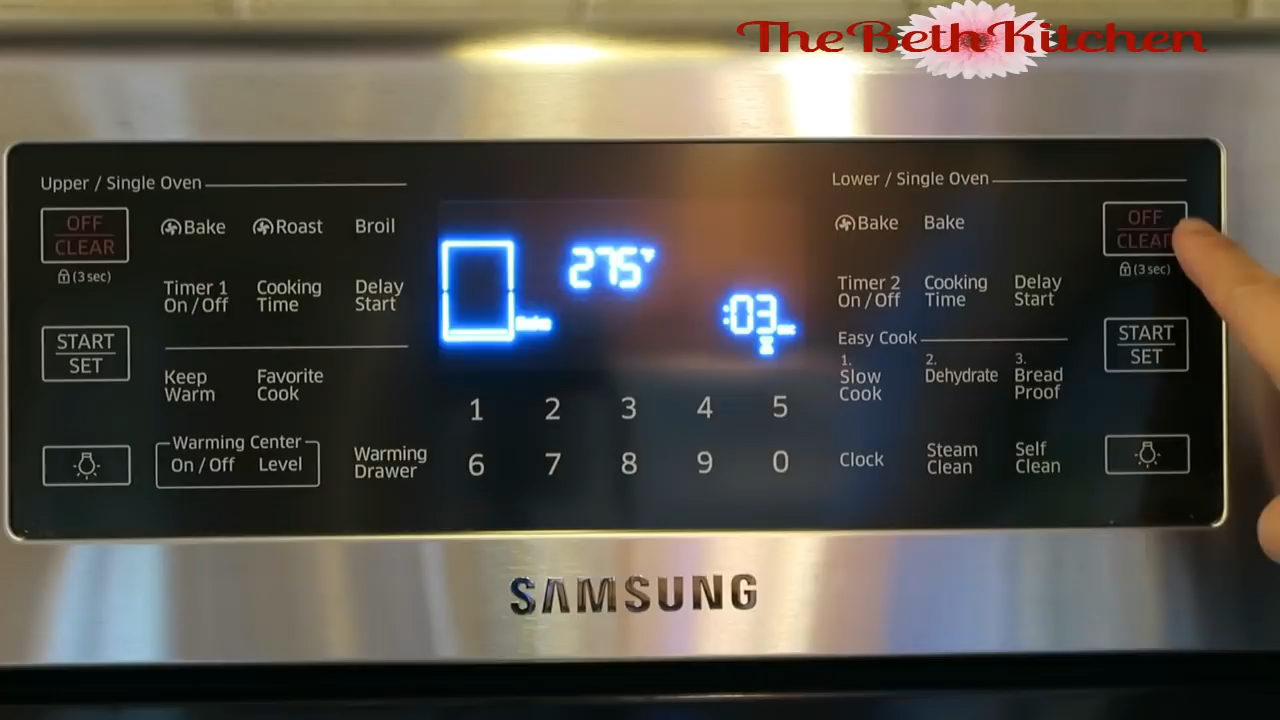 The Beth Kitchen
Upper / Single Oven
OFF
CLEAR
(3 sec)
Bake
Roast
Broil
Timer 1
On / Off
Cooking
Time
Delay
Start
START
SET
Keep
Warm
Favorite
Cook
Warming Center
On / Off
Level
Warming
Drawer
275°F
:03
1 2 3 4 5
6 7 8 9 0
Lower / Single Oven
Bake
Bake
OFF
CLEAR
(3 sec)
Timer 2
On / Off
Cooking
Time
Delay
Start
Easy Cook
START
SET
1.
Slow
Cook
2.
Dehydrate
3.
Bread
Proof
Clock
Steam
Clean
Self
Clean
SAMSUNG